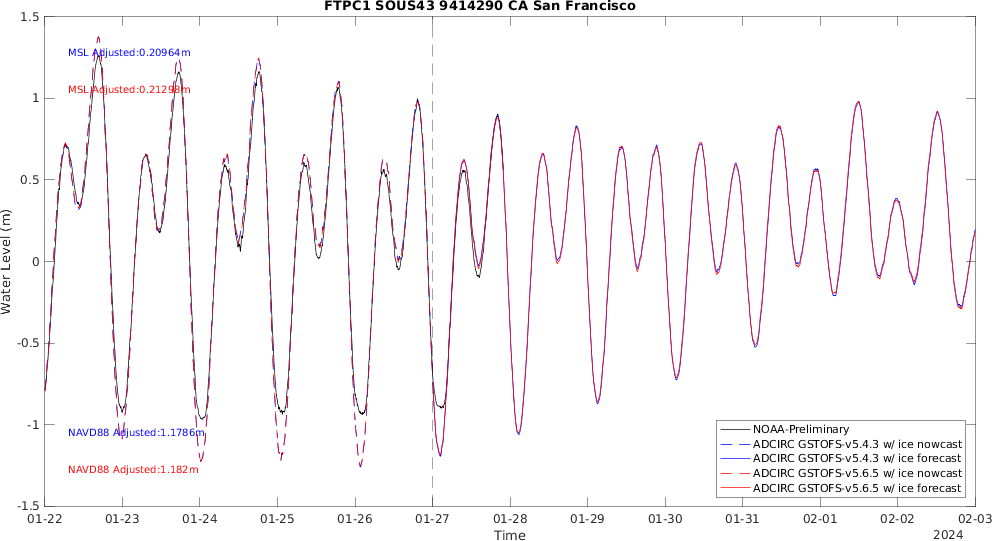 FTPC1 SOUS43 9414290 CA San Francisco
1.5
MSL Adjusted:0.20964m
MSL Adjusted:0.21298m
1
0.5
Water Level (m)
0
-0.5
-1
NAVD88 Adjusted:1.1786m
NAVD88 Adjusted:1.182m
-1.5
NOAA-Preliminary
ADCIRC GSTOFS-v5.4.3 w/ ice nowcast
ADCIRC GSTOFS-v5.4.3 w/ ice forecast
ADCIRC GSTOFS-v5.6.5 w/ ice nowcast
ADCIRC GSTOFS-v5.6.5 w/ ice forecast
01-22 01-23 01-24 01-25 01-26 01-27 01-28 01-29 01-30 01-31 02-01 02-02 02-03
Time
2024